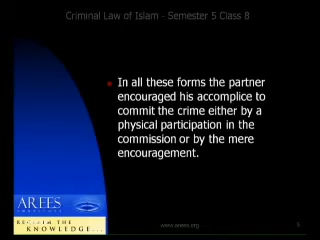 Criminal Law of Islam - Semester 5 Class 8
In all these forms the partner
encouraged his accomplice to
commit the crime either by a
physical participation in the
commission or by the mere
encouragement.
AREES
RECLAIM THE
KNOWLEDGE...
www.arees.org
5